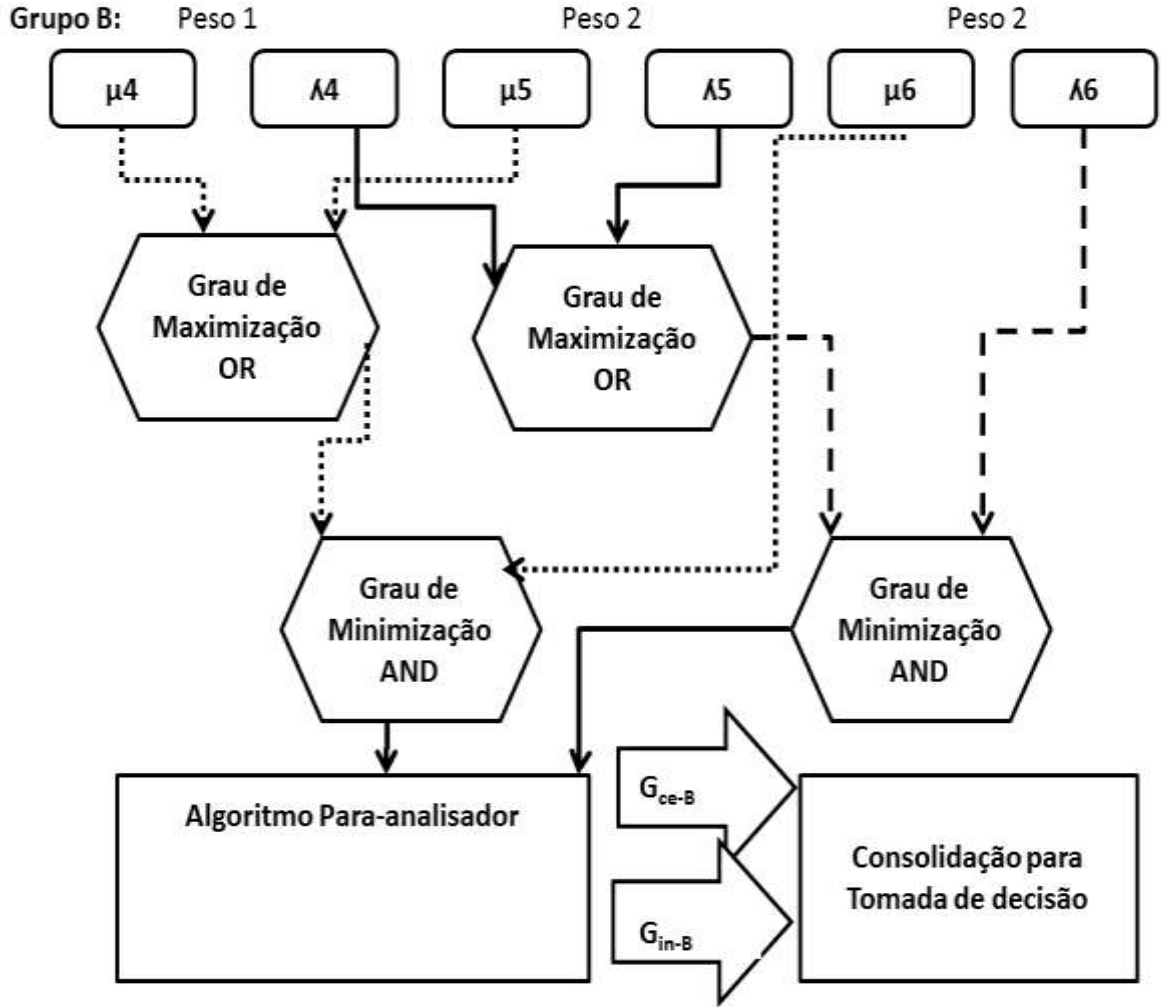 Grupo B: Peso 1 Peso 2 Peso 2
µ4 ʎ4 µ5 ʎ5 µ6 ʎ6
Grau de
Maximização
OR
Grau de
Maximização
OR
Grau de
Minimização
AND
Grau de
Minimização
AND
Algoritmo Para-analisador
Gce-B
Gin-B
Consolidação para
Tomada de decisão